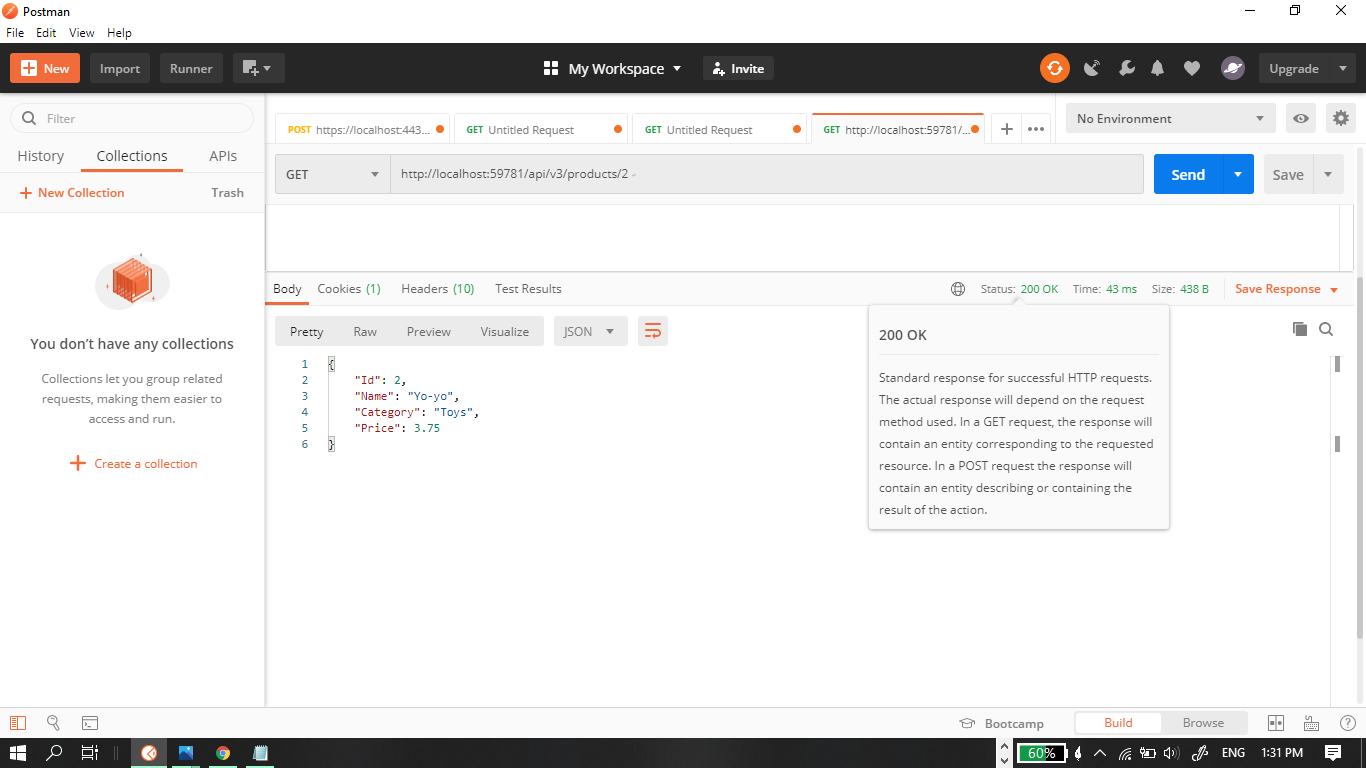 Postman
File Edit View Help
New Import Runner My Workspace Invite Upgrade
Filter
History Collections APIs
New Collection Trash
You don't have any collections
Collections let you group related
requests, making them easier to
access and run.
Create a collection
POST https://localhost:443... GET Untitled Request GET Untitled Request GET http://localhost:59781/... No Environment
GET http://localhost:59781/api/v3/products/2 Send Save
Body Cookies (1) Headers (10) Test Results Status: 200 OK Time: 43 ms Size: 438 B Save Response
Pretty Raw Preview Visualize JSON
1 {
2 "Id": 2,
3 "Name": "Yo-yo",
4 "Category": "Toys",
5 "Price": 3.75
6 }
200 OK
Standard response for successful HTTP requests.
The actual response will depend on the request
method used. In a GET request, the response will
contain an entity corresponding to the requested
resource. In a POST request the response will
contain an entity describing or containing the
result of the action.
Bootcamp Build Browse
60% ENG 1:31 PM